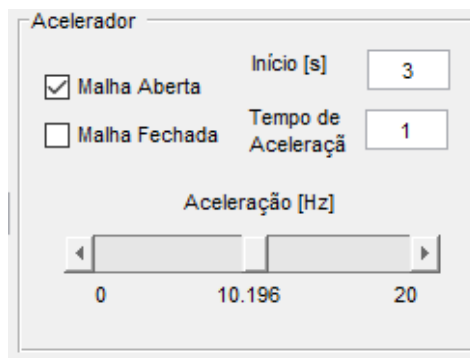 Acelerador
Início [s]
3
Malha Aberta
Malha Fechada
Tempo de
Aceleraçã
1
Aceleração [Hz]
0
10.196
20